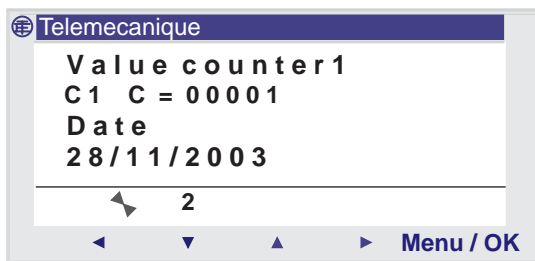 Telemecanique
Value counter1
C1 C = 00001
Date
28/11/2003
2
Menu / OK